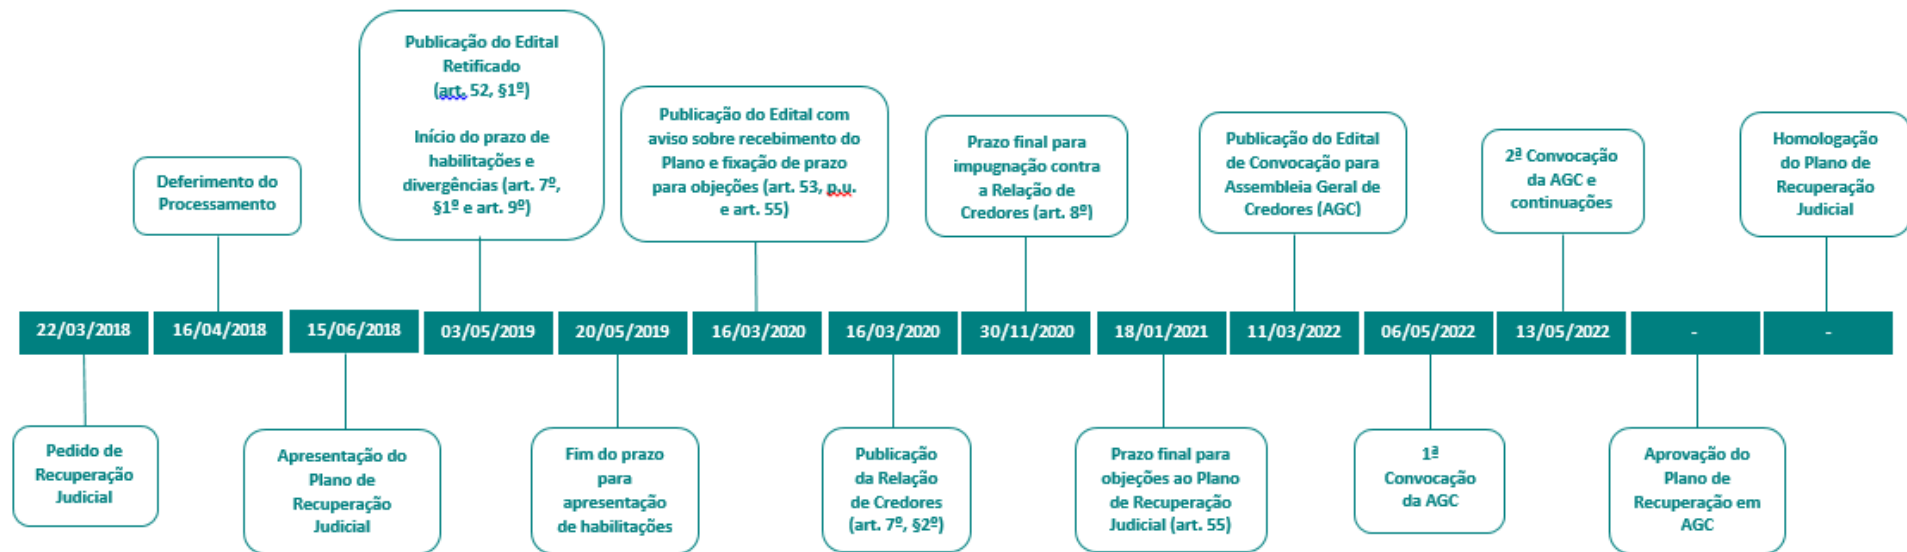 Publicação do Edital
Retificado
(art. 52, §1º)
Início do prazo de
habilitações e
divergências (art. 7º,
§1º e art. 9º)
Publicação do Edital com
aviso sobre recebimento do
Plano e fixação de prazo
para objeções (art. 53, p.u.
e art. 55)
Prazo final para
impugnação contra
a Relação de
Credores (art. 8º)
Publicação do Edital
de Convocação para
Assembleia Geral de
Credores (AGC)
2ª Convocação
da AGC e
continuações
Homologação
do Plano de
Recuperação
Judicial
Deferimento do
Processamento
22/03/2018
16/04/2018
15/06/2018
03/05/2019
20/05/2019
16/03/2020
16/03/2020
30/11/2020
18/01/2021
11/03/2022
06/05/2022
13/05/2022
-
-
Pedido de
Recuperação
Judicial
Apresentação do
Plano de
Recuperação
Judicial
Fim do prazo
para
apresentação
de habilitações
Publicação
da Relação
de Credores
(art. 7º, §2º)
Prazo final para
objeções ao Plano
de Recuperação
Judicial (art. 55)
1ª
Convocação
da AGC
Aprovação do
Plano de
Recuperação em
AGC